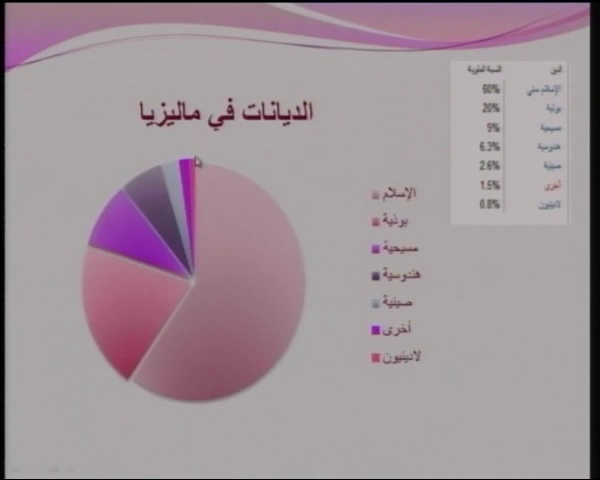 الديانات في ماليزيا
الدين النسبة المئوية
الإسلام سني 60%
بوذية 20%
مسيحية 9%
هندوسية 6.3%
صينية 2.6%
أخرى 1.5%
لادينيون 0.8%
الإسلام
بوذية
مسيحية
هندوسية
صينية
أخرى
لادينيون